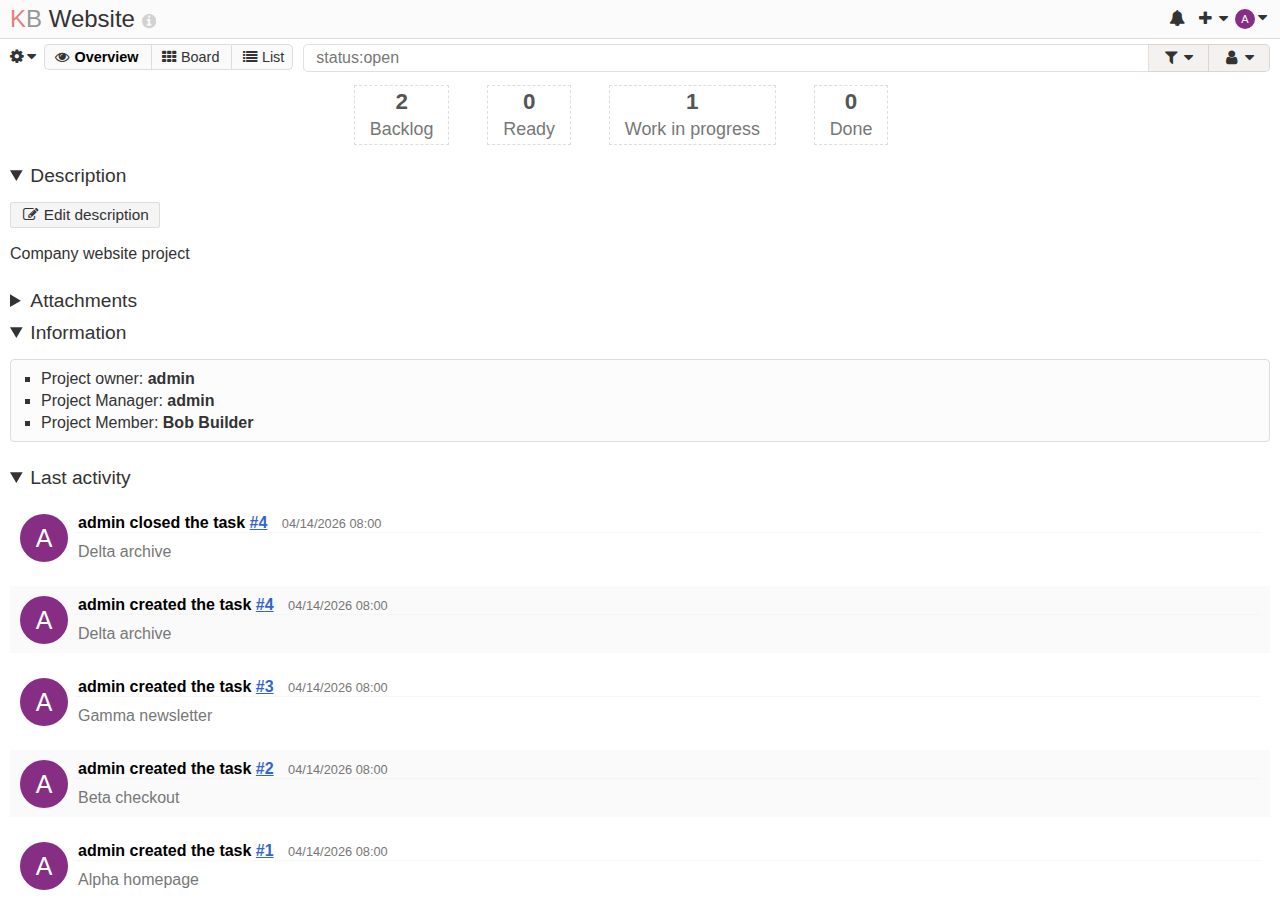 KB Website
A
Overview Board List status:open
2 0 1 0
Backlog Ready Work in progress Done
Description
Edit description
Company website project
Attachments
Information
Project owner: admin
Project Manager: admin
Project Member: Bob Builder
Last activity
A admin closed the task #4 04/14/2026 08:00
Delta archive
A admin created the task #4 04/14/2026 08:00
Delta archive
A admin created the task #3 04/14/2026 08:00
Gamma newsletter
A admin created the task #2 04/14/2026 08:00
Beta checkout
A admin created the task #1 04/14/2026 08:00
Alpha homepage